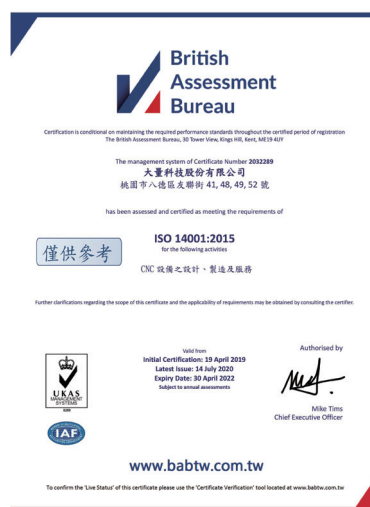 British
Assessment
Bureau
Certification is conditional on maintaining the required performance standards throughout the certified period of registration
The British Assessment Bureau, 30 Tower View, Kings Hill, Kent, ME19 4UY
The management system of Certificate Number 2032289
大量科技股份有限公司
桃園市八德區友聯街 41, 48, 49, 52 號
has been assessed and certified as meeting the requirements of
ISO 14001:2015
for the following activities
僅供參考
CNC 設備之設計、製造及服務
Further clarifications regarding the scope of this certificate and the applicability of requirements may be obtained by consulting the certifier.
Valid from
Initial Certification: 19 April 2019
Latest Issue: 14 July 2020
Expiry Date: 30 April 2022
Subject to annual assessments
Authorised by
Mike Tims
Chief Executive Officer
UKAS
MANAGEMENT
SYSTEMS
IAF
www.babtw.com.tw
To confirm the 'Live Status' of this certificate please use the 'Certificate Verification' tool located at www.babtw.com.tw